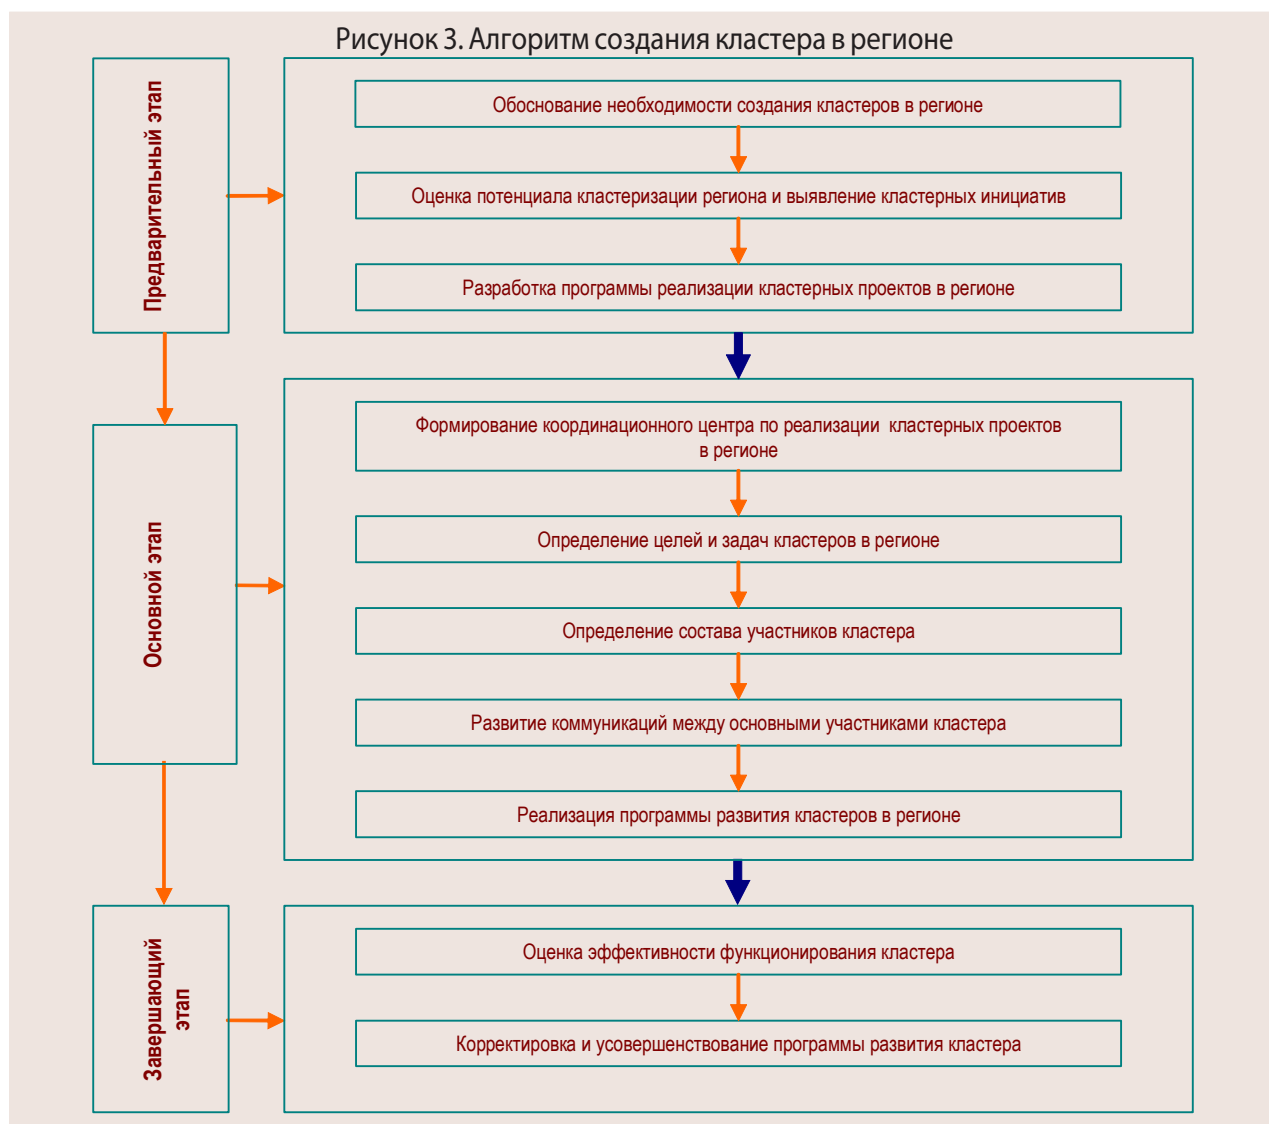 Рисунок 3. Алгоритм создания кластера в регионе
Предварительный этап
Обоснование необходимости создания кластеров в регионе
Оценка потенциала кластеризации региона и выявление кластерных инициатив
Разработка программы реализации кластерных проектов в регионе
Основной этап
Формирование координационного центра по реализации кластерных проектов
в регионе
Определение целей и задач кластеров в регионе
Определение состава участников кластера
Развитие коммуникаций между основными участниками кластера
Реализация программы развития кластеров в регионе
Завершающий
этап
Оценка эффективности функционирования кластера
Корректировка и усовершенствование программы развития кластера